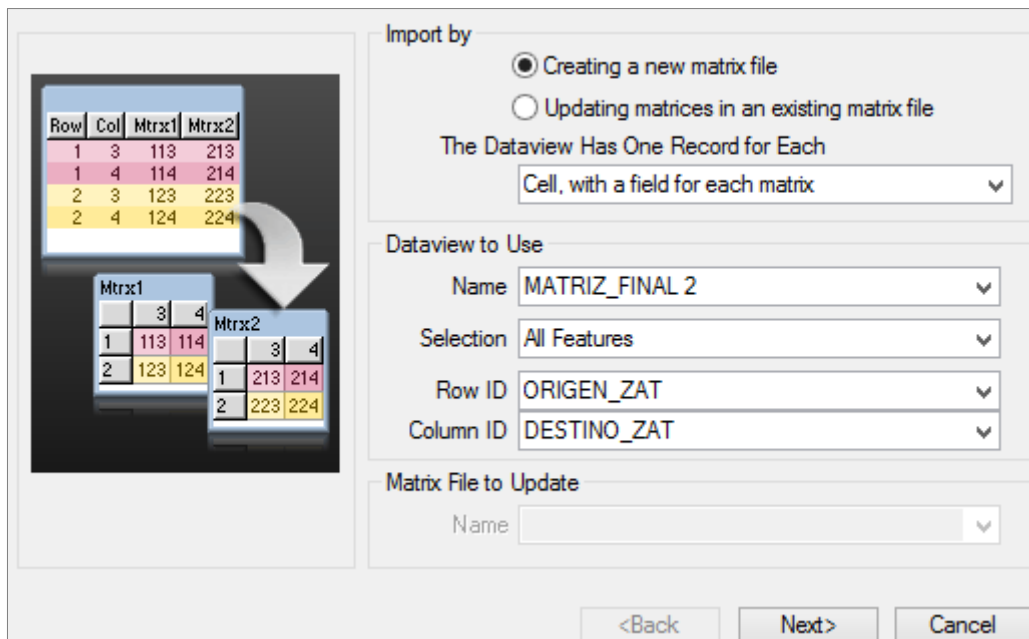 Import by
Creating a new matrix file
Updating matrices in an existing matrix file
The Dataview Has One Record for Each
Cell, with a field for each matrix
Row Col Mtrx1 Mtrx2
1 3 113 213
1 4 114 214
2 3 123 223
2 4 124 224
Mtrx1
3 4
1 113 114
2 123 124
Mtrx2
3 4
1 213 214
2 223 224
Dataview to Use
Name MATRIZ_FINAL 2
Selection All Features
Row ID ORIGEN_ZAT
Column ID DESTINO_ZAT
Matrix File to Update
Name
<Back Next> Cancel